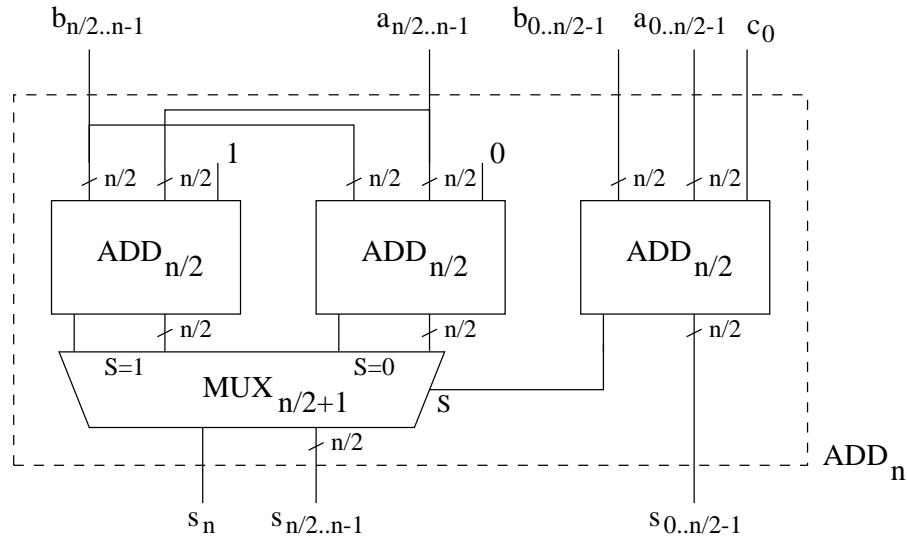 b_{n/2..n-1} a_{n/2..n-1} b_{0..n/2-1} a_{0..n/2-1} c_0
1 0
n/2 n/2 n/2 n/2 n/2 n/2
ADD_{n/2} ADD_{n/2} ADD_{n/2}
n/2 n/2 n/2
S=1 S=0
MUX_{n/2+1} S
n/2
ADD_n
s_n s_{n/2..n-1} s_{0..n/2-1}